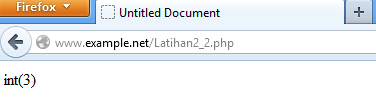 Firefox
Untitled Document
www.example.net/Latihan2_2.php
int(3)